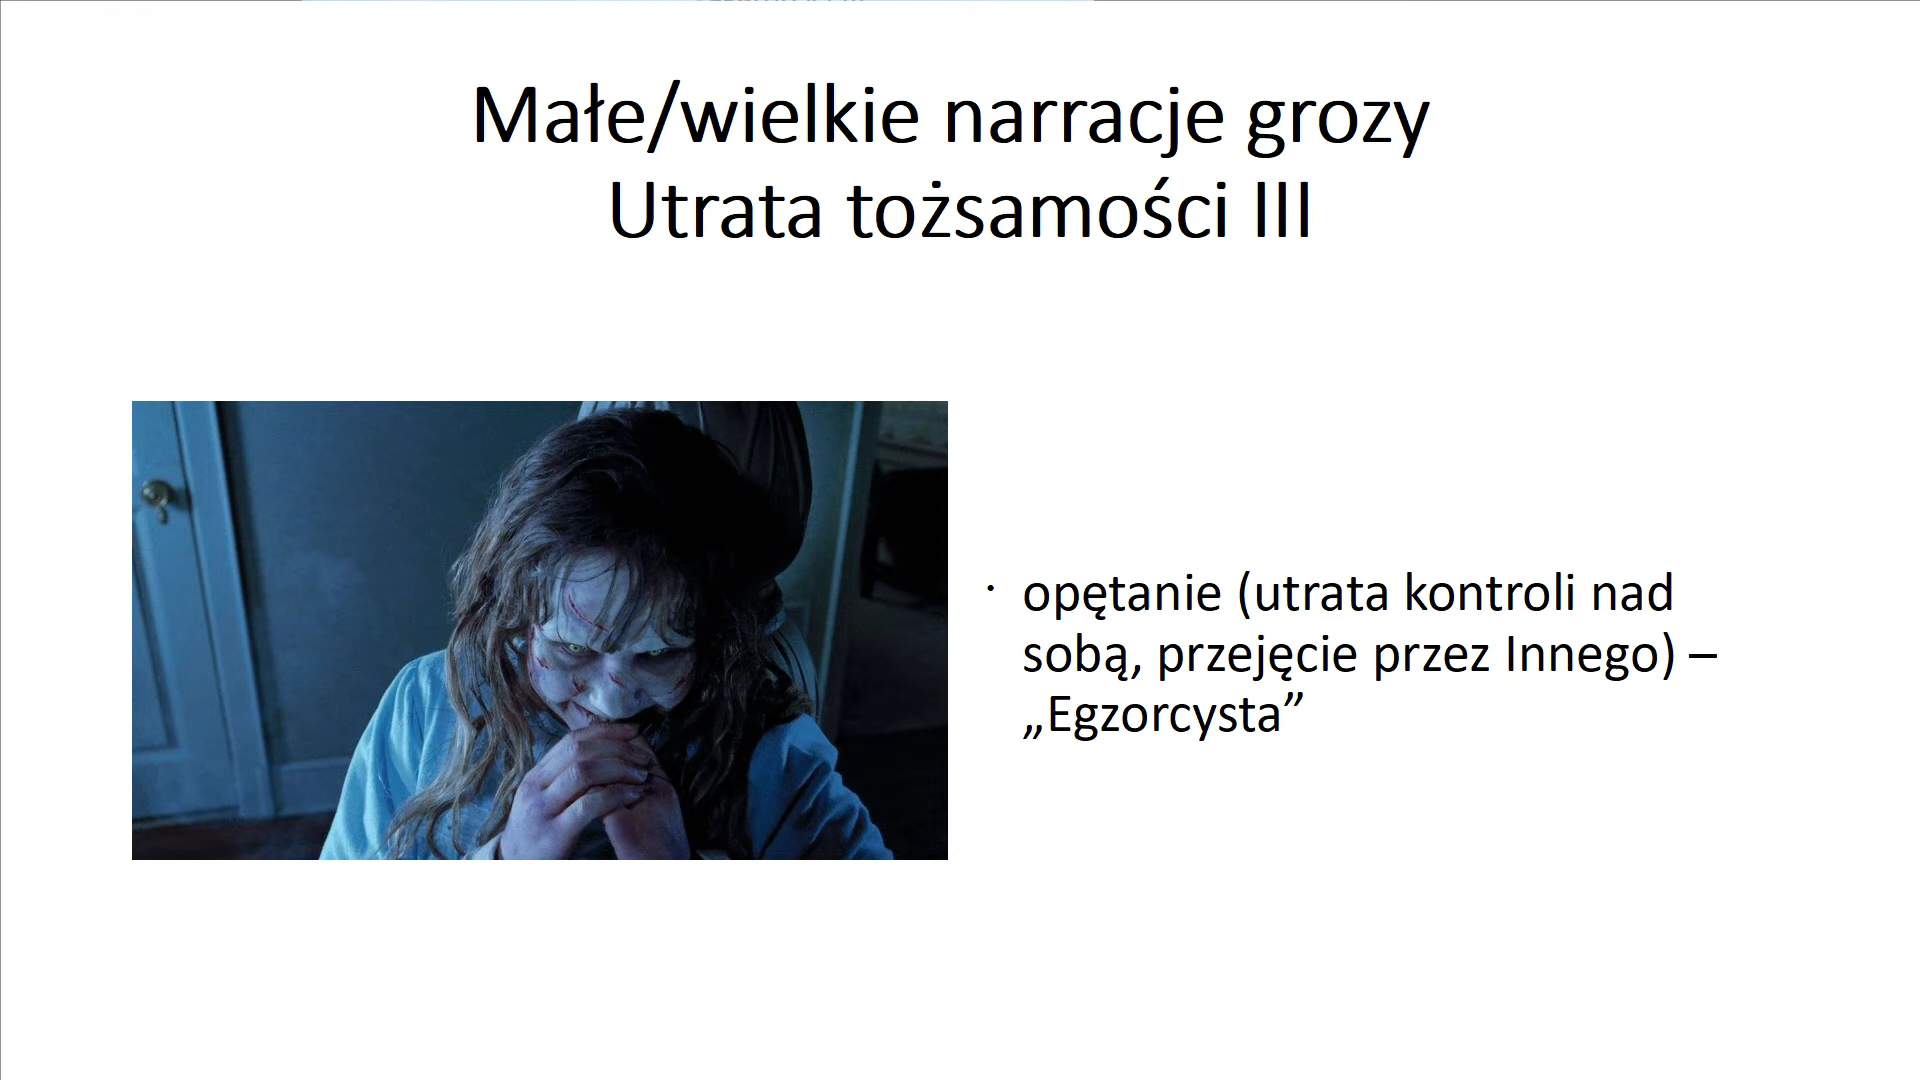 Małe/wielkie narracje grozy
Utrata tożsamości III
· opętanie (utrata kontroli nad
sobą, przejęcie przez Innego) –
„Egzorcysta”